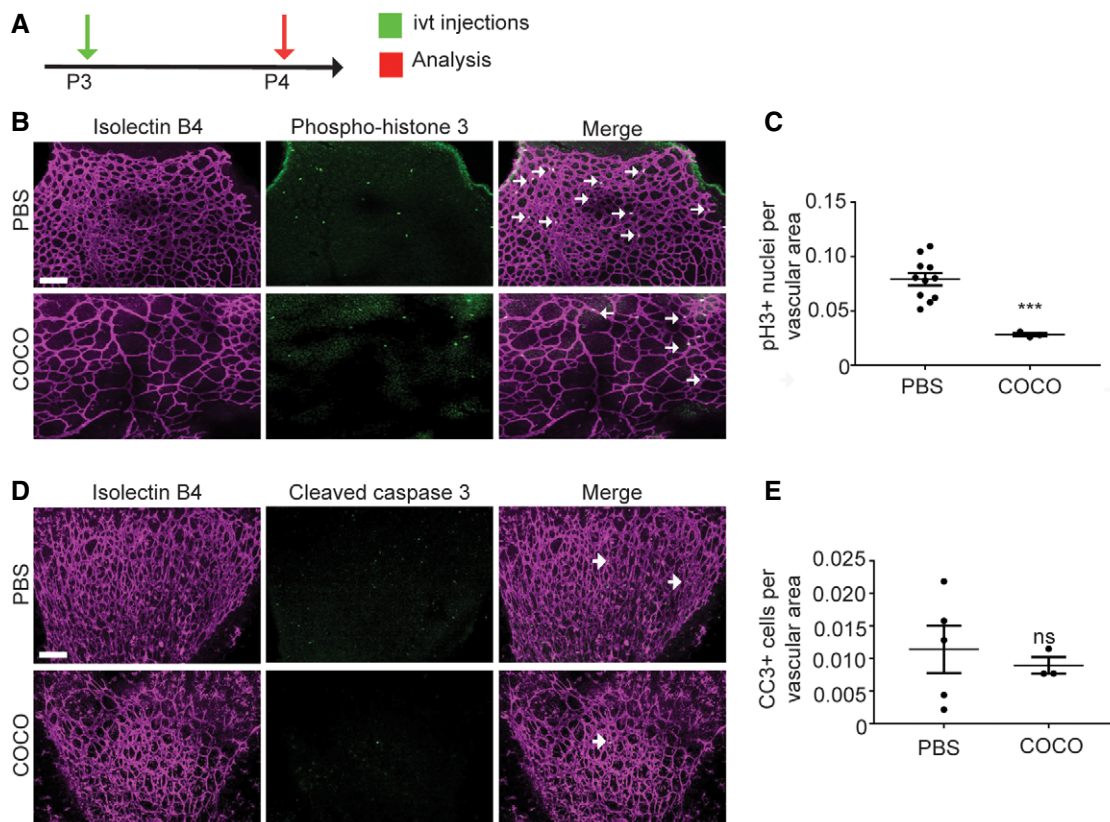 A
ivt injections
Analysis
P3
P4
B
Isolectin B4
Phospho-histone 3
Merge
PBS
COCO
C
pH3+ nuclei per
vascular area
0.15
0.10
0.05
0
***
PBS
COCO
D
Isolectin B4
Cleaved caspase 3
Merge
PBS
COCO
E
CC3+ cells per
vascular area
0.025
0.020
0.015
0.010
0.005
0
ns
PBS
COCO